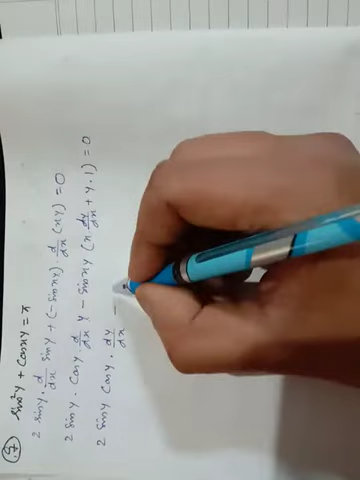 5. sin²y + cosxy = π
2 siny · d/dx siny + (-sinxy) · d/dx (xy) = 0
2 siny · cosy d/dx y - sinxy (x dy/dx + y·1) = 0
2 siny cosy · dy/dx -